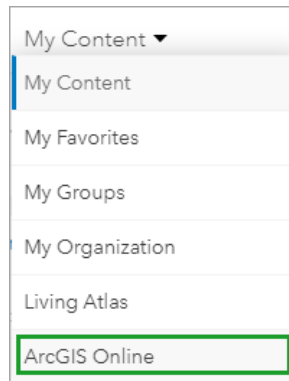 My Content ▼
My Content
My Favorites
My Groups
My Organization
Living Atlas
ArcGIS Online